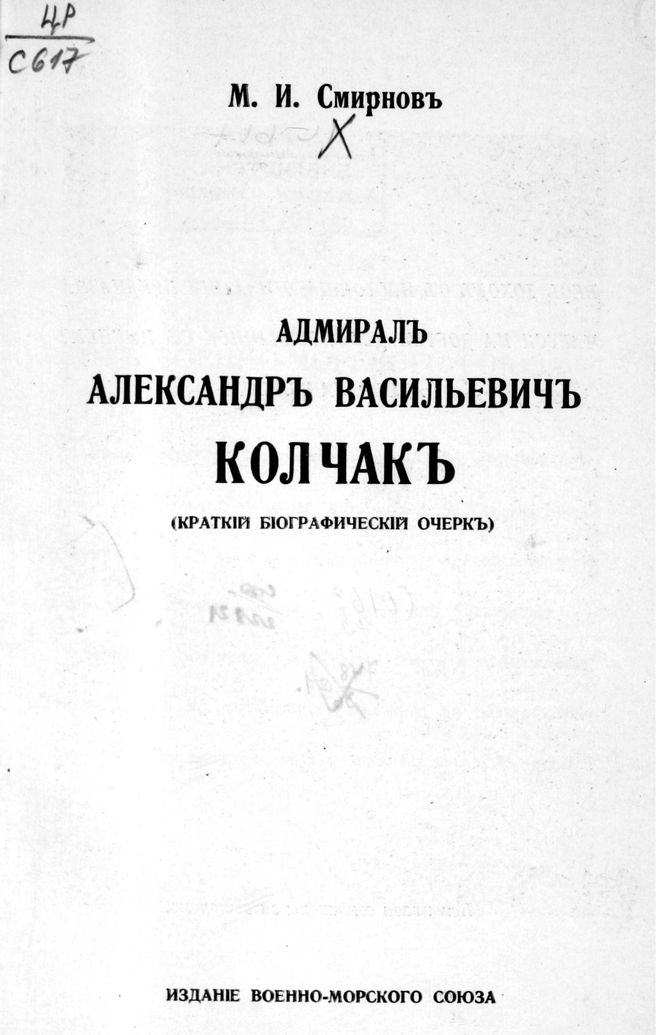 ЦР
С617
М. И. Смирновъ
X
АДМИРАЛЪ
АЛЕКСАНДРЪ ВАСИЛЬЕВИЧЪ
КОЛЧАКЪ
(КРАТКІЙ БІОГРАФИЧЕСКІЙ ОЧЕРКЪ)
ИЗДАНІЕ ВОЕННО-МОРСКОГО СОЮЗА